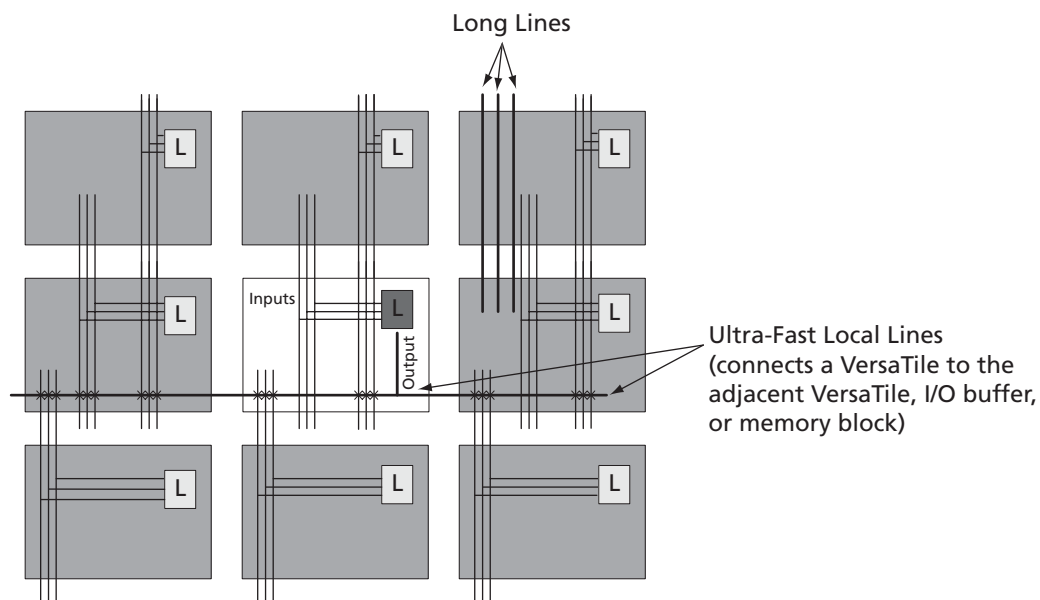 Long Lines
L
L
L
Inputs
L
L
L
Output
Ultra-Fast Local Lines
(connects a VersaTile to the
adjacent VersaTile, I/O buffer,
or memory block)
L
L
L